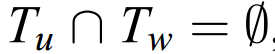 T_u ∩ T_w = ∅,